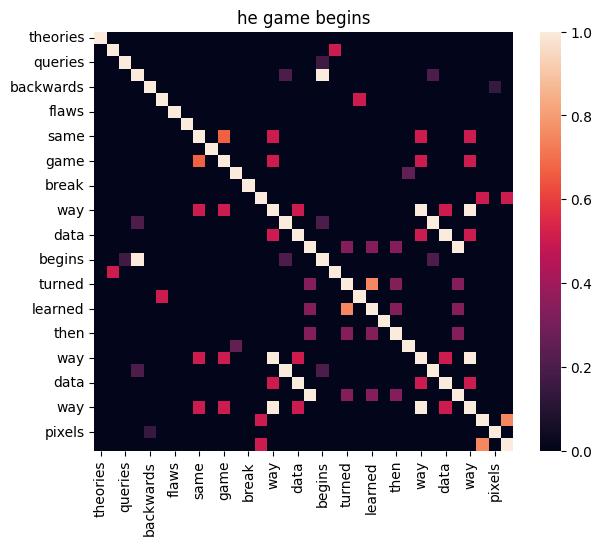 he game begins
theories
queries
backwards
flaws
same
game
break
way
data
begins
turned
learned
then
way
data
way
pixels
1.0
0.8
0.6
0.4
0.2
0.0
theories
queries
backwards
flaws
same
game
break
way
data
begins
turned
learned
then
way
data
way
pixels